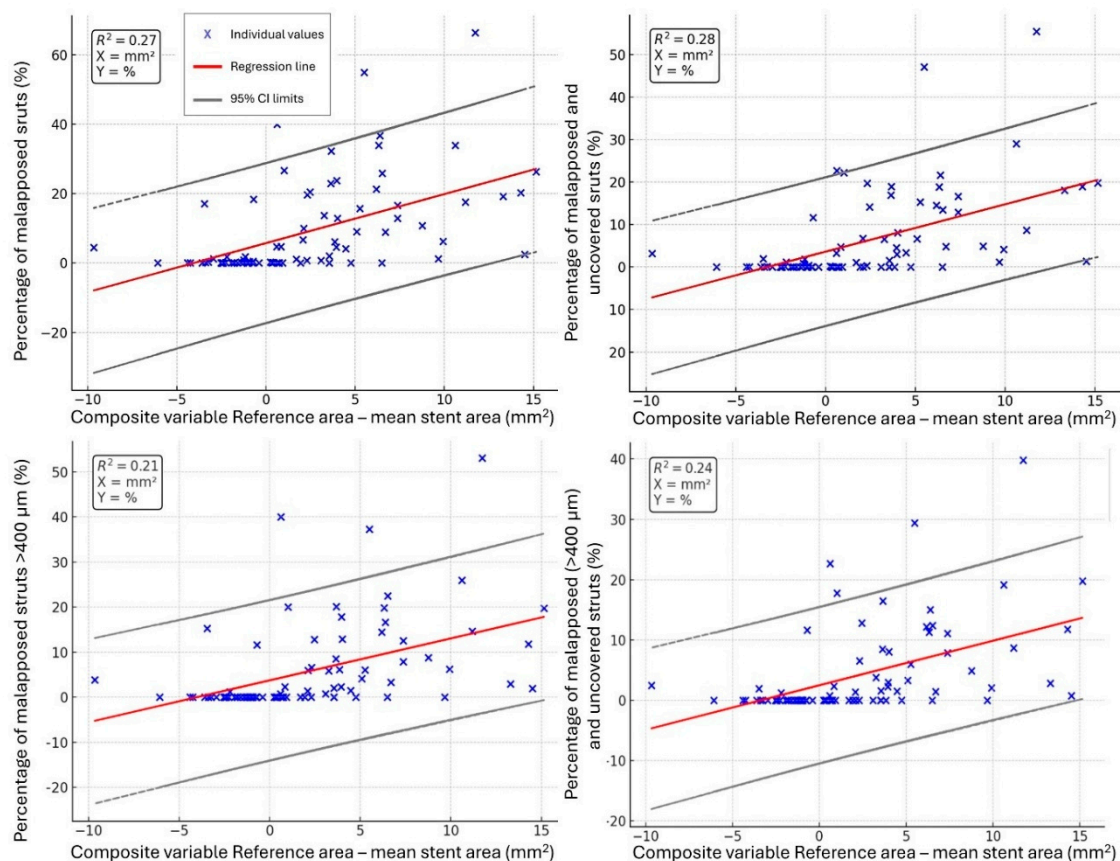 R² = 0.27
X = mm²
Y = %
Individual values
Regression line
95% CI limits
Percentage of malapposed sruts (%)
60
40
20
0
−20
−10
−5
0
5
10
15
Composite variable Reference area – mean stent area (mm²)
R² = 0.28
X = mm²
Y = %
Percentage of malapposed and
uncovered sruts (%)
60
50
40
30
20
10
0
10
20
−10
−5
0
5
10
15
Composite variable Reference area – mean stent area (mm²)
R² = 0.21
X = mm²
Y = %
Percentage of malapposed struts >400 µm (%)
50
40
30
20
10
0
-10
-20
−10
−5
0
5
10
15
Composite variable Reference area – mean stent area (mm²)
R² = 0.24
X = mm²
Y = %
Percentage of malapposed (>400 µm)
and uncovered struts (%)
40
30
20
10
0
-10
-20
−10
−5
0
5
10
15
Composite variable Reference area – mean stent area (mm²)